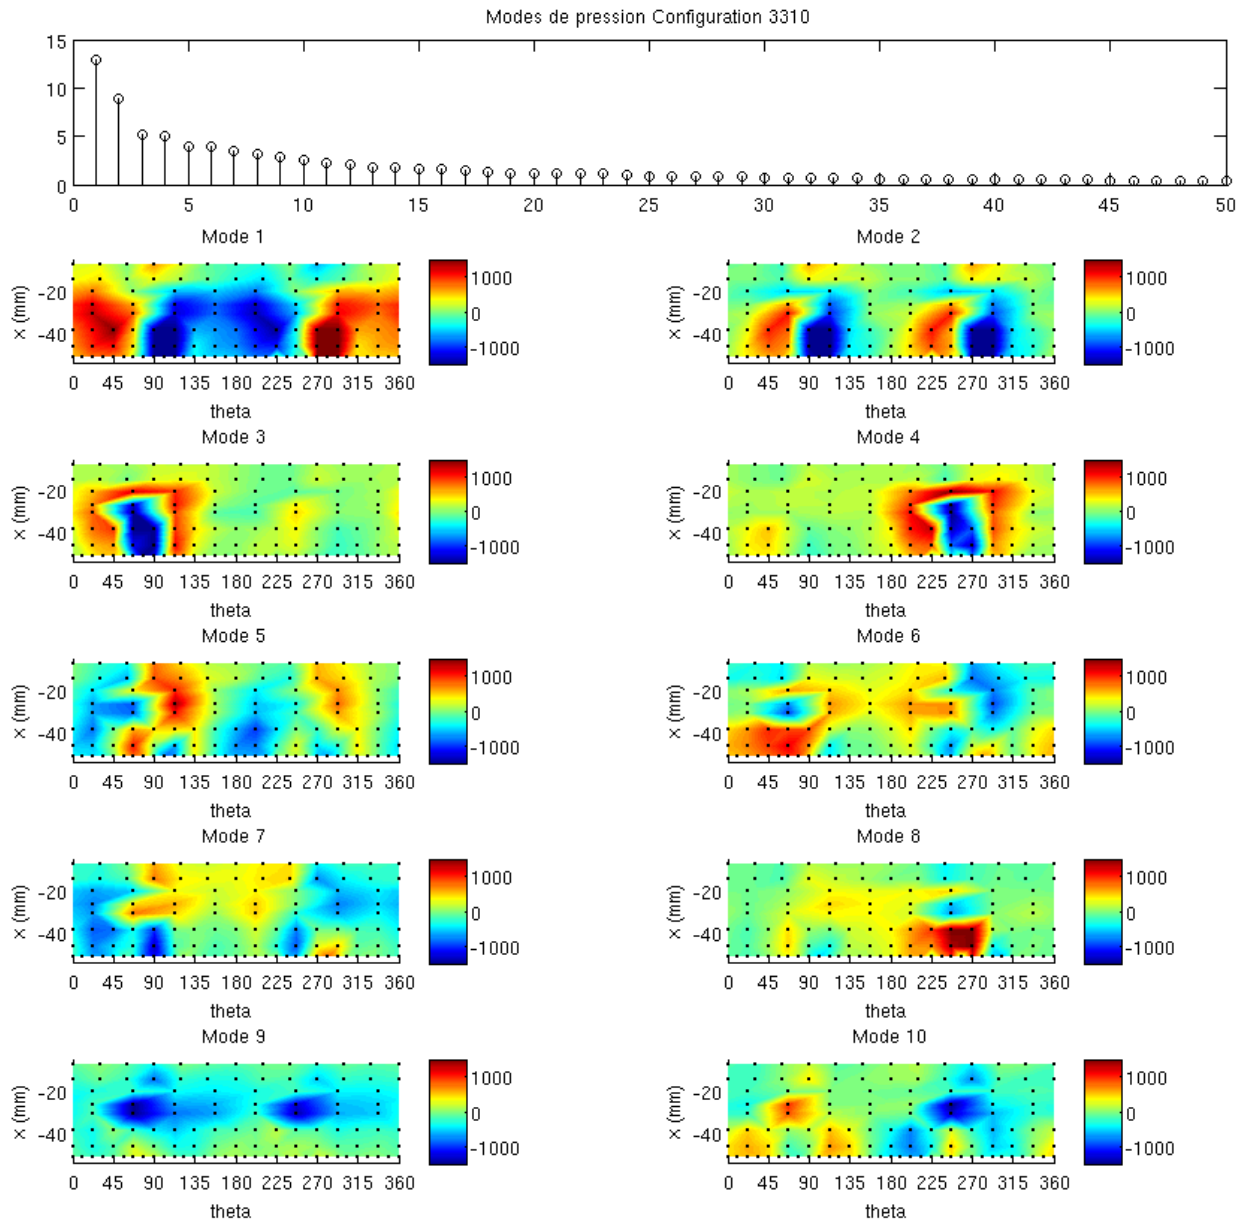 Modes de pression Configuration 3310
15
10
5
0
0 5 10 15 20 25 30 35 40 45 50
Mode 1 Mode 2
x (mm) -20 -40 1000 0 -1000 x (mm) -20 -40 1000 0 -1000
0 45 90 135 180 225 270 315 360 0 45 90 135 180 225 270 315 360
theta theta
Mode 3 Mode 4
x (mm) -20 -40 1000 0 -1000 x (mm) -20 -40 1000 0 -1000
0 45 90 135 180 225 270 315 360 0 45 90 135 180 225 270 315 360
theta theta
Mode 5 Mode 6
x (mm) -20 -40 1000 0 -1000 x (mm) -20 -40 1000 0 -1000
0 45 90 135 180 225 270 315 360 0 45 90 135 180 225 270 315 360
theta theta
Mode 7 Mode 8
x (mm) -20 -40 1000 0 -1000 x (mm) -20 -40 1000 0 -1000
0 45 90 135 180 225 270 315 360 0 45 90 135 180 225 270 315 360
theta theta
Mode 9 Mode 10
x (mm) -20 -40 1000 0 -1000 x (mm) -20 -40 1000 0 -1000
0 45 90 135 180 225 270 315 360 0 45 90 135 180 225 270 315 360
theta theta